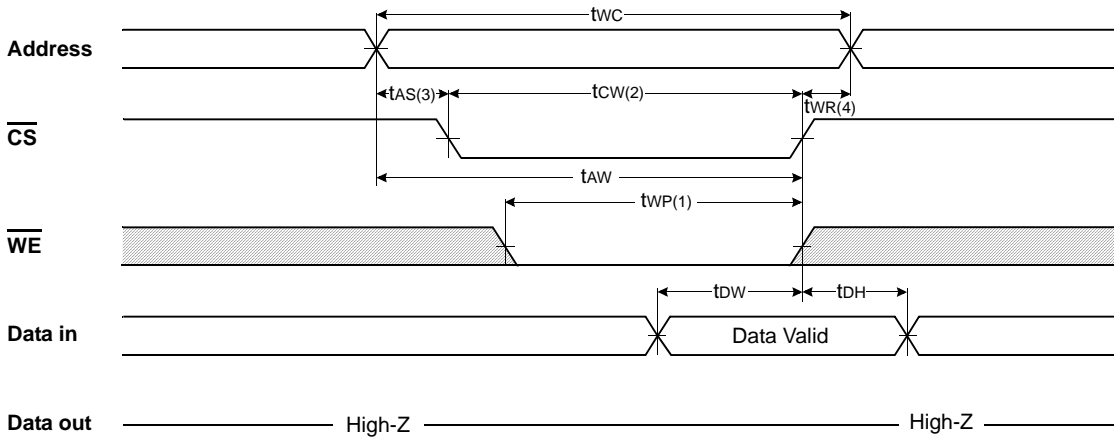 tWC
Address
tAS(3) tCW(2) tWR(4)
CS
tAW
tWP(1)
WE
tDW tDH
Data in Data Valid
Data out High-Z High-Z